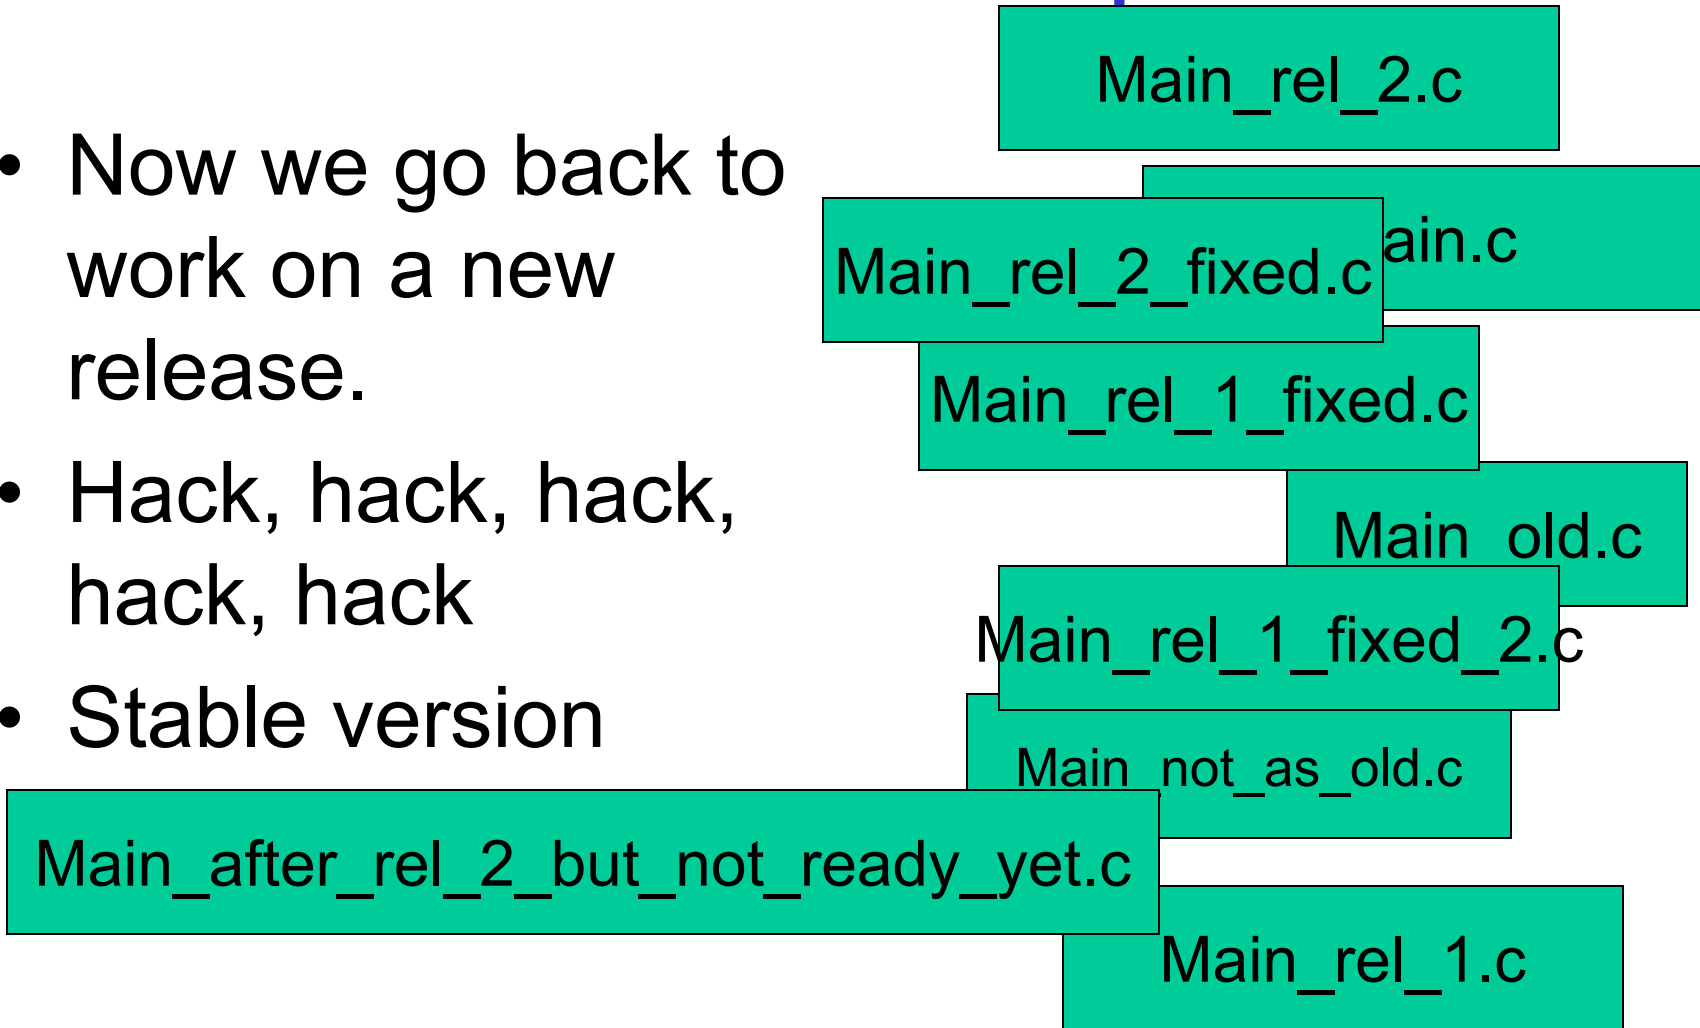 Main_rel_2.c
• Now we go back to
work on a new
release.
• Hack, hack, hack,
hack, hack
• Stable version
ain.c
Main_rel_2_fixed.c
Main_rel_1_fixed.c
Main_old.c
Main_rel_1_fixed_2.c
Main_not_as_old.c
Main_after_rel_2_but_not_ready_yet.c
Main_rel_1.c